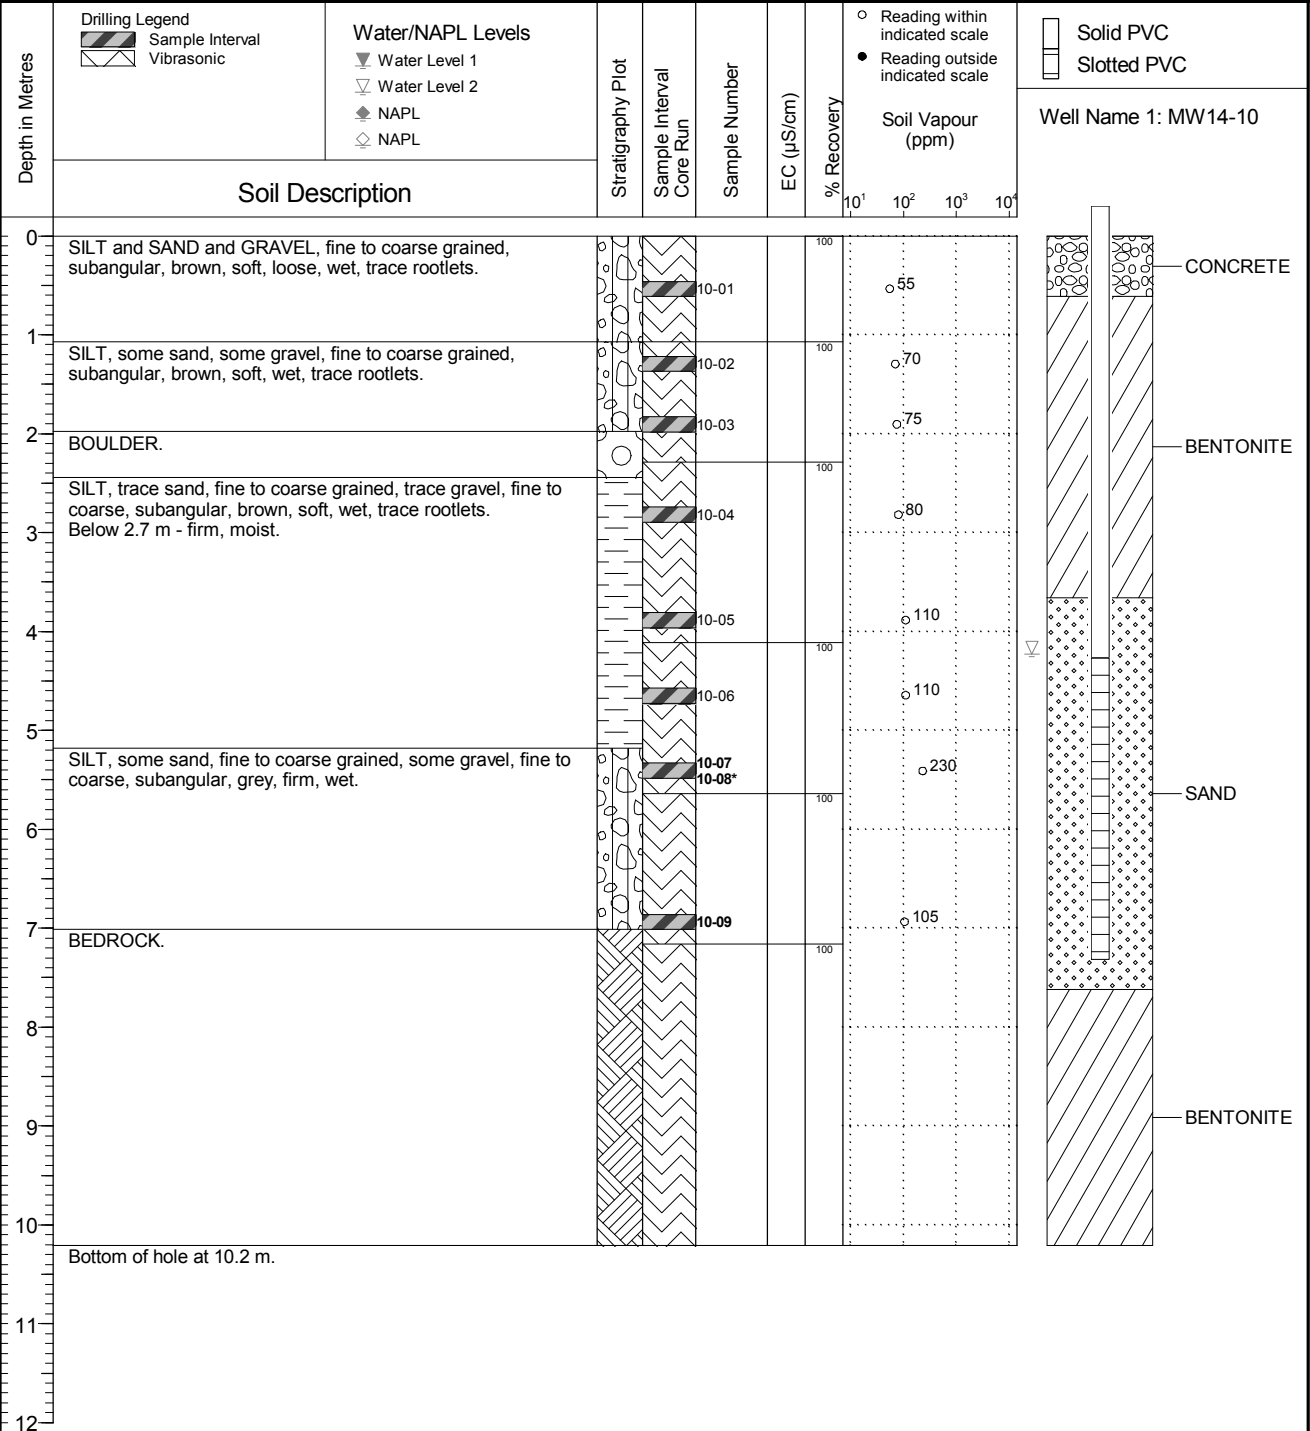 Drilling Legend
Sample Interval
Vibrasonic
Water/NAPL Levels
Water Level 1
Water Level 2
NAPL
NAPL
Depth in Metres
Soil Description
Stratigraphy Plot
Sample Interval
Core Run
Sample Number
EC (µS/cm)
% Recovery
Reading within
indicated scale
Reading outside
indicated scale
Soil Vapour
(ppm)
10¹ 10² 10³ 10⁴
Solid PVC
Slotted PVC
Well Name 1: MW14-10
0
SILT and SAND and GRAVEL, fine to coarse grained,
subangular, brown, soft, loose, wet, trace rootlets.
100
CONCRETE
10-01
55
1
SILT, some sand, some gravel, fine to coarse grained,
subangular, brown, soft, wet, trace rootlets.
100
10-02
70
10-03
75
2
BOULDER.
BENTONITE
100
SILT, trace sand, fine to coarse grained, trace gravel, fine to
coarse, subangular, brown, soft, wet, trace rootlets.
Below 2.7 m - firm, moist.
10-04
80
3
10-05
110
4
100
10-06
110
5
SILT, some sand, fine to coarse grained, some gravel, fine to
coarse, subangular, grey, firm, wet.
10-07
10-08*
230
100
SAND
6
10-09
105
7
BEDROCK.
100
8
9
BENTONITE
10
Bottom of hole at 10.2 m.
11
12